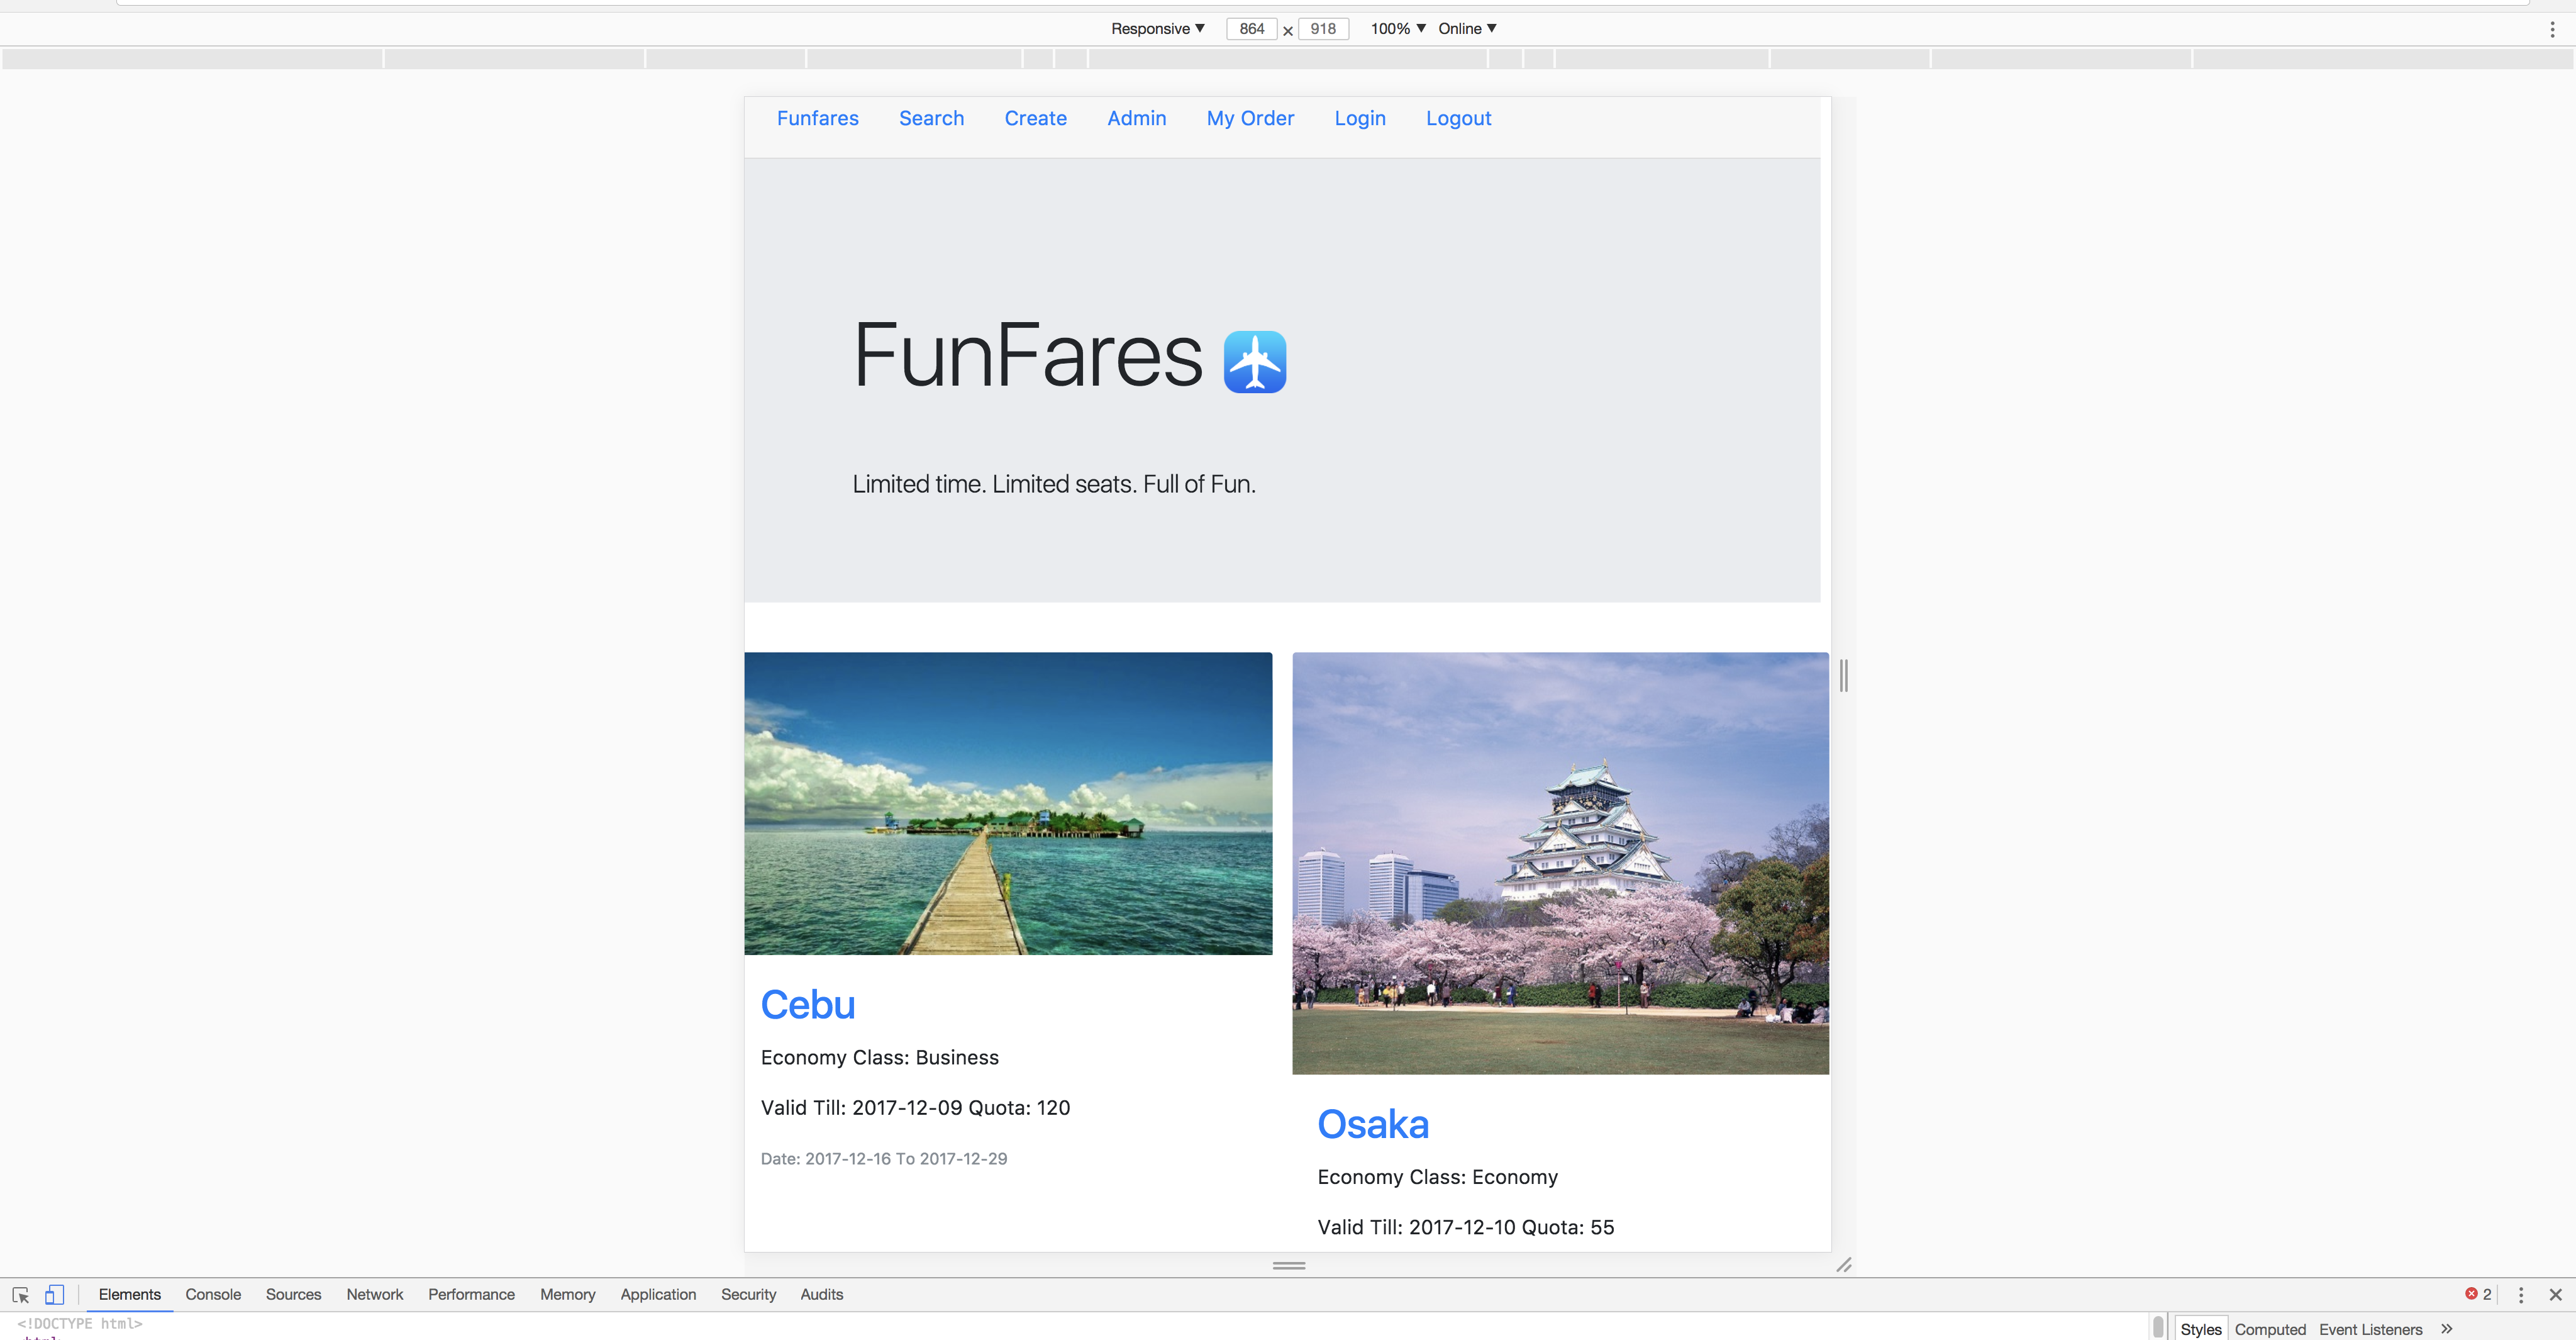 Responsive ▼ 864 × 918 100% ▼ Online ▼
Funfares Search Create Admin My Order Login Logout
FunFares
Limited time. Limited seats. Full of Fun.
Cebu
Economy Class: Business
Valid Till: 2017-12-09 Quota: 120
Date: 2017-12-16 To 2017-12-29
Osaka
Economy Class: Economy
Valid Till: 2017-12-10 Quota: 55
Elements Console Sources Network Performance Memory Application Security Audits 2
<!DOCTYPE html>
Styles Computed Event Listeners »